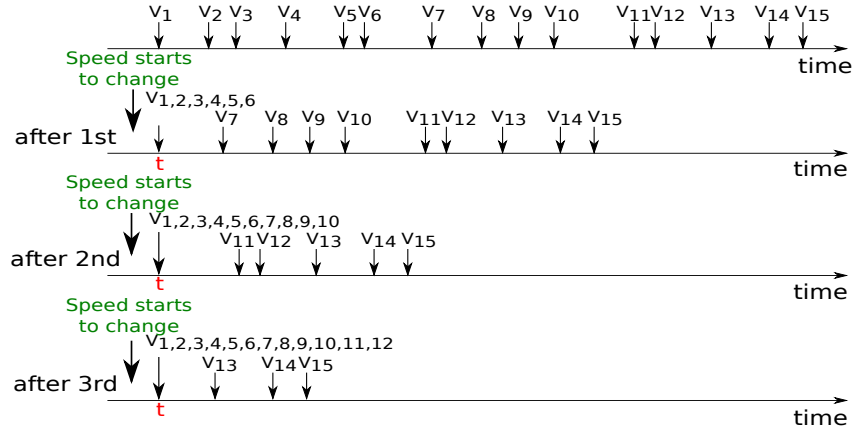 v1 v2 v3 v4 v5 v6 v7 v8 v9 v10 v11 v12 v13 v14 v15
time
Speed starts
to change
v1,2,3,4,5,6
v7 v8 v9 v10 v11 v12 v13 v14 v15
after 1st
t
time
Speed starts
to change
v1,2,3,4,5,6,7,8,9,10
v11 v12 v13 v14 v15
after 2nd
t
time
Speed starts
to change
v1,2,3,4,5,6,7,8,9,10,11,12
v13 v14 v15
after 3rd
t
time